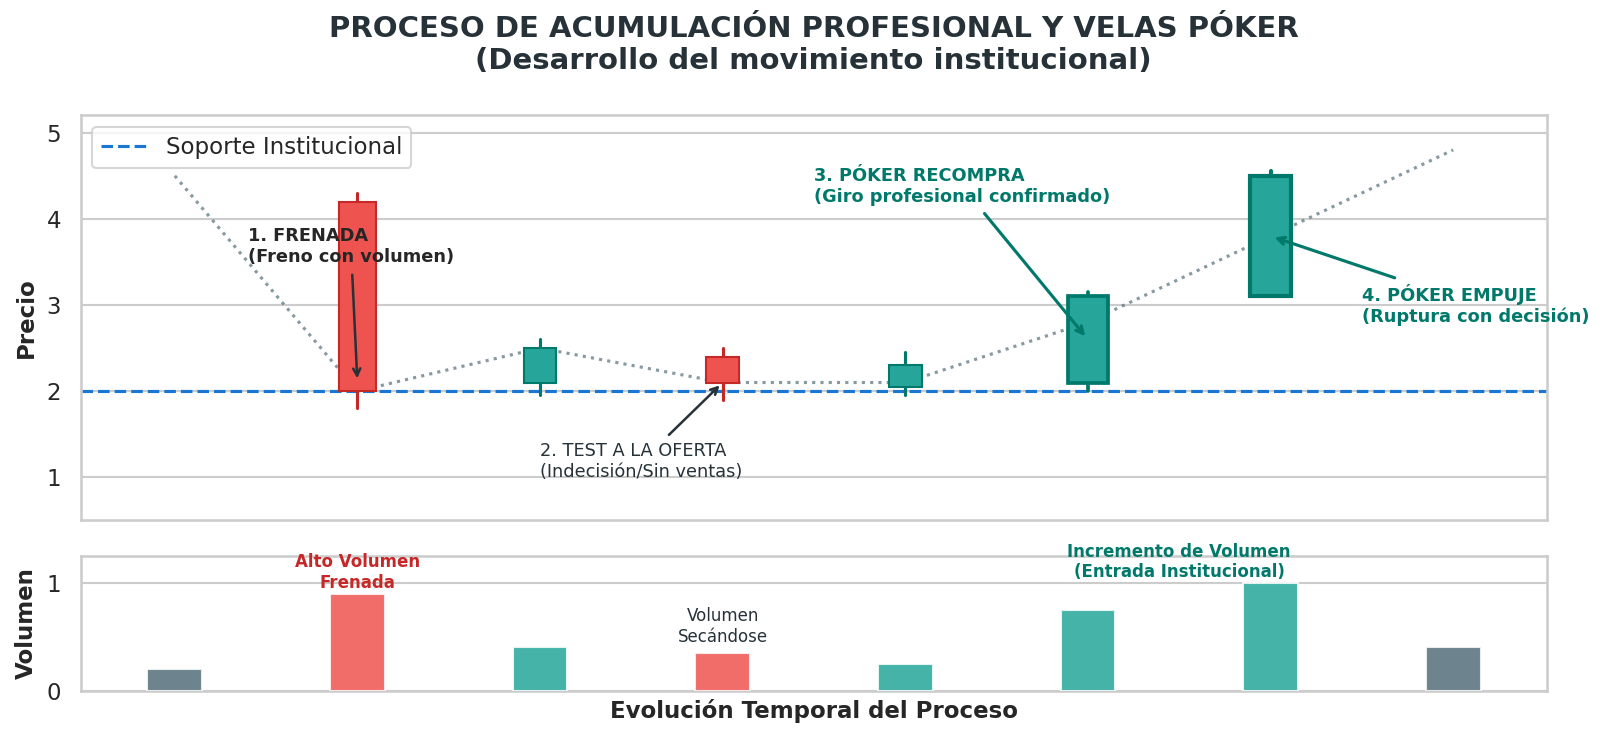 PROCESO DE ACUMULACIÓN PROFESIONAL Y VELAS PÓKER
(Desarrollo del movimiento institucional)
Soporte Institucional
Precio
5
4
3
2
1
1. FRENADA
(Freno con volumen)
2. TEST A LA OFERTA
(Indecisión/Sin ventas)
3. PÓKER RECOMPRA
(Giro profesional confirmado)
4. PÓKER EMPUJE
(Ruptura con decisión)
Volumen
1
0
Alto Volumen
Frenada
Volumen
Secándose
Incremento de Volumen
(Entrada Institucional)
Evolución Temporal del Proceso